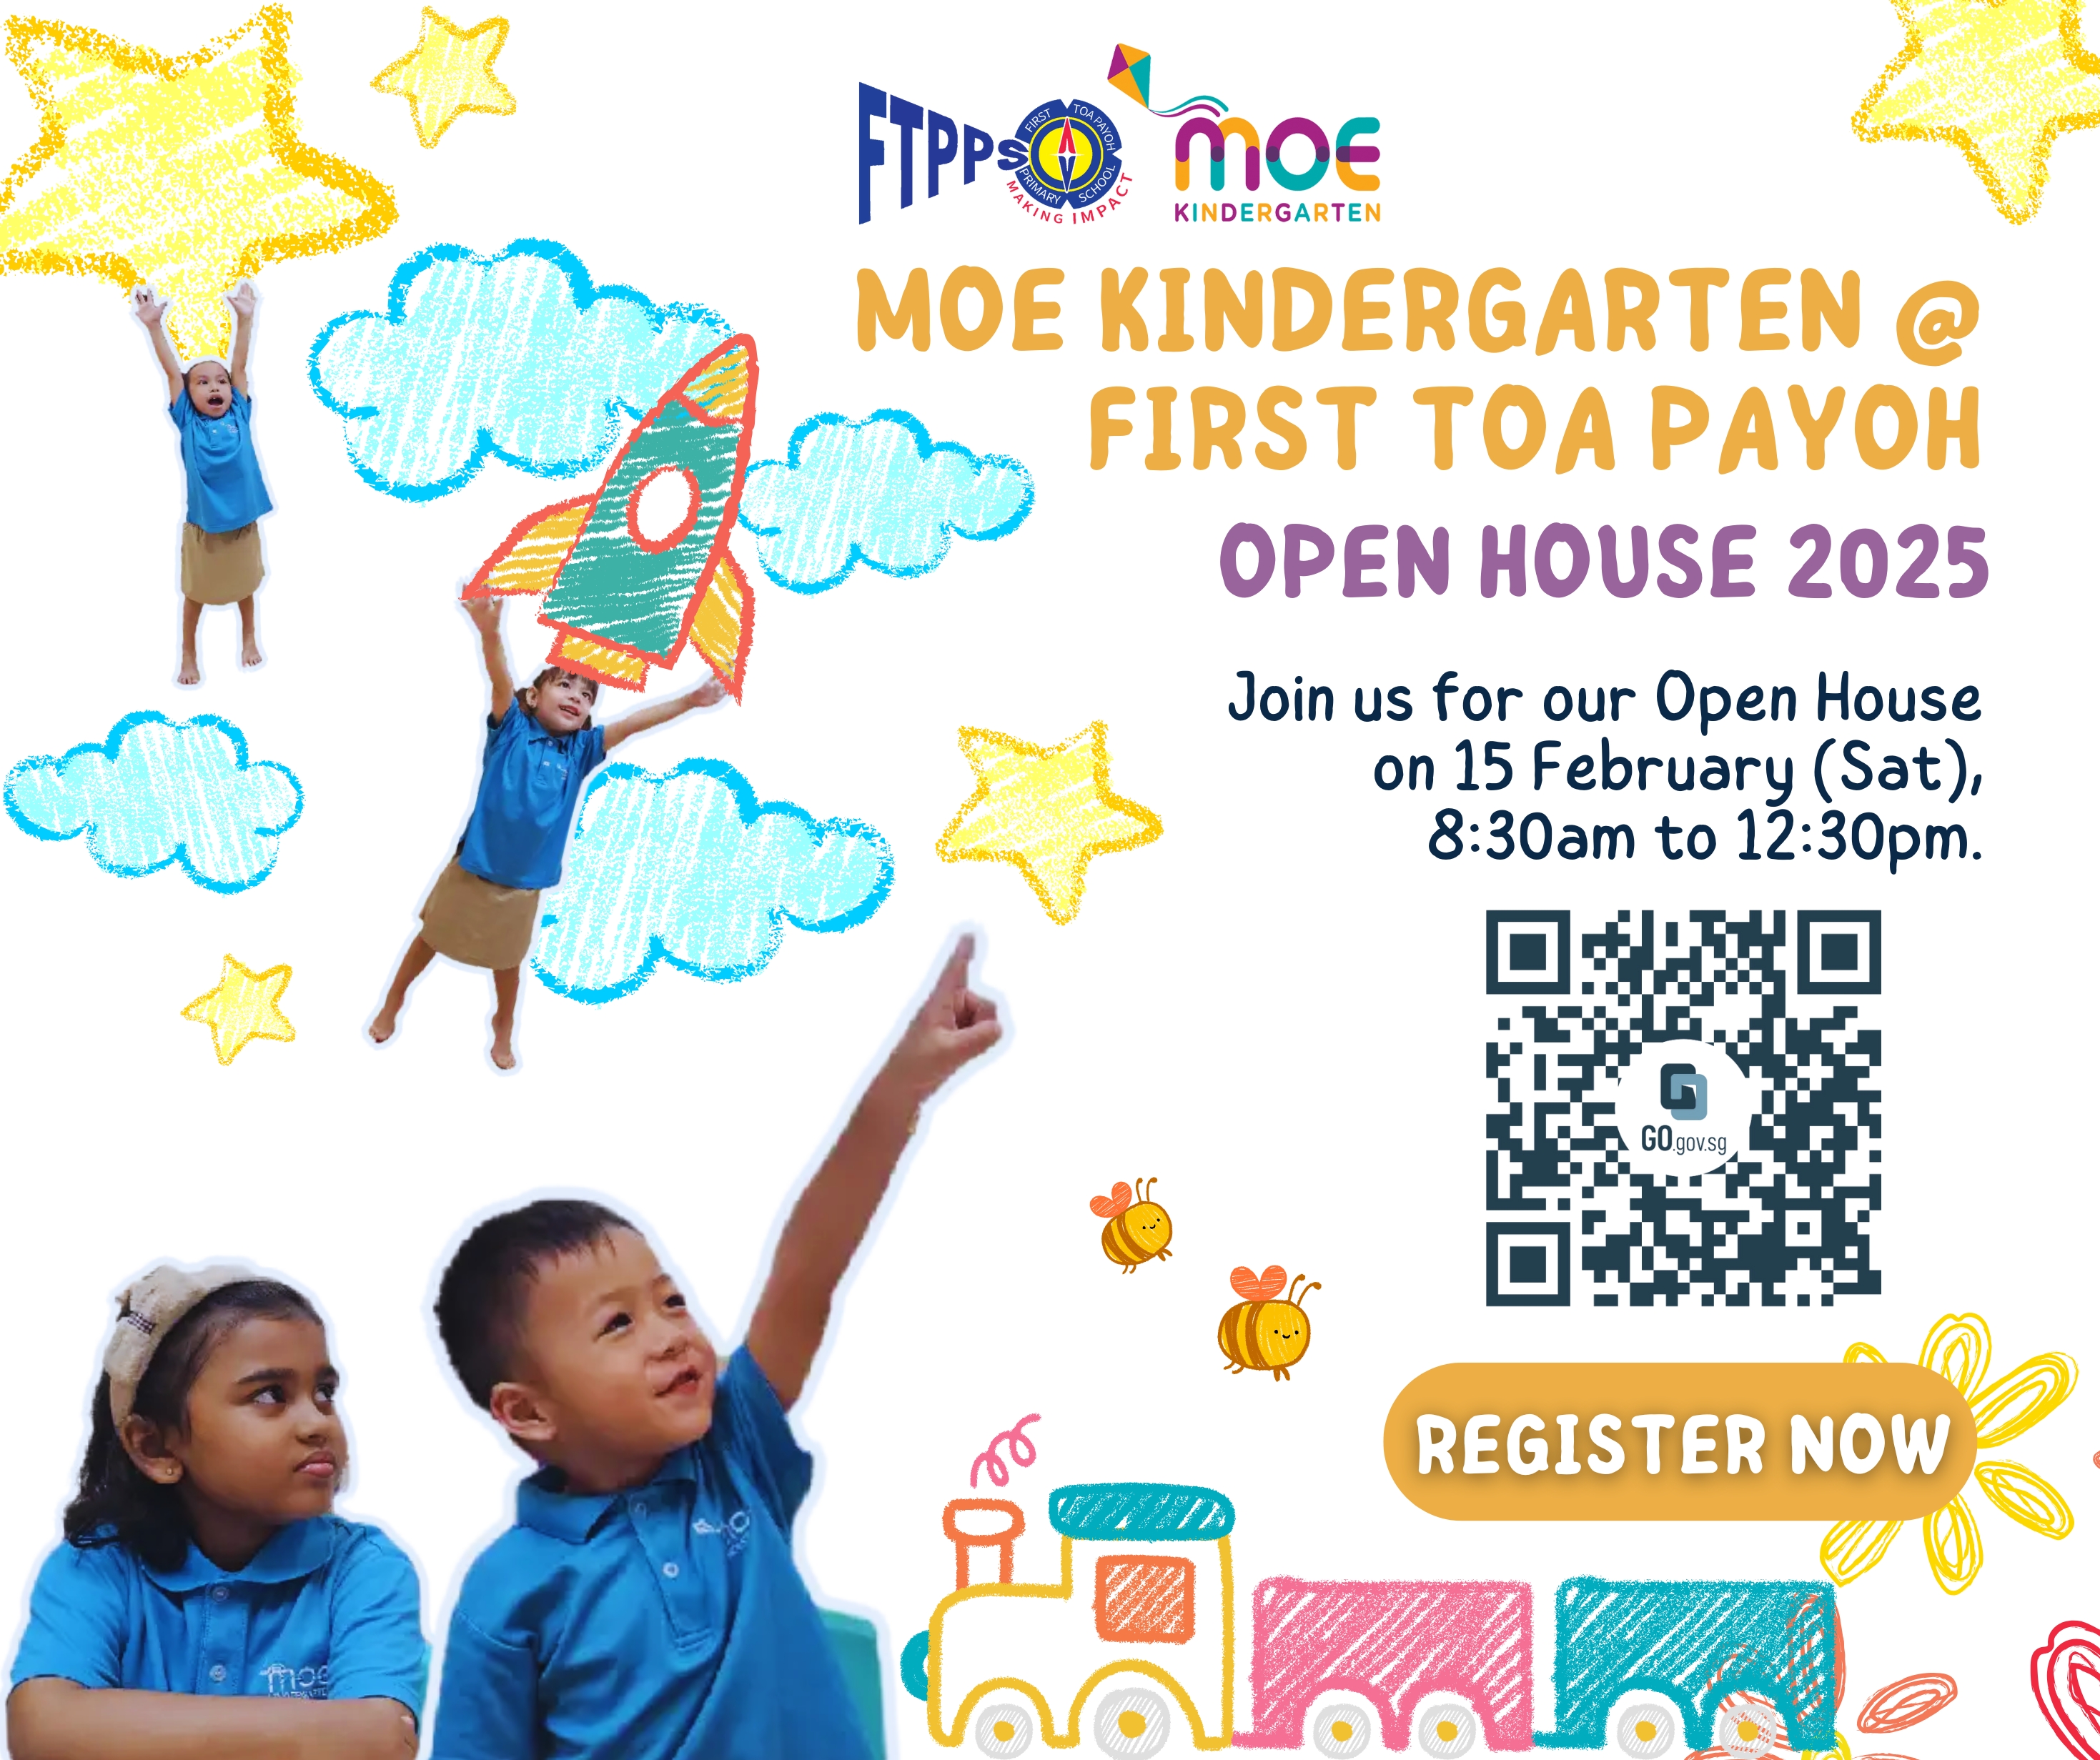 FTPPS
FIRST TOA PAYOH
PRIMARY SCHOOL
MAKING IMPACT
moe
KINDERGARTEN
MOE KINDERGARTEN @
FIRST TOA PAYOH
OPEN HOUSE 2025
Join us for our Open House
on 15 February (Sat),
8:30am to 12:30pm.
GO.gov.sg
REGISTER NOW
moe